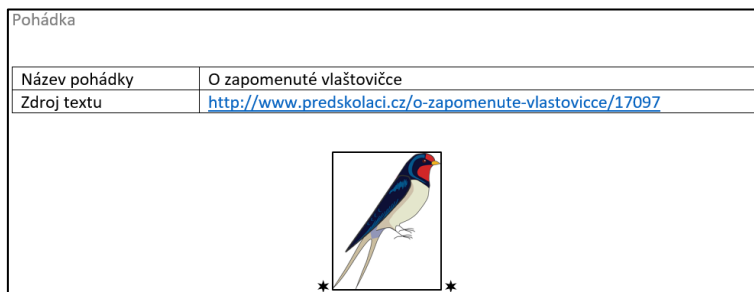 Pohádka
Název pohádky O zapomenuté vlaštovičce
Zdroj textu http://www.predskolaci.cz/o-zapomenute-vlastovicce/17097